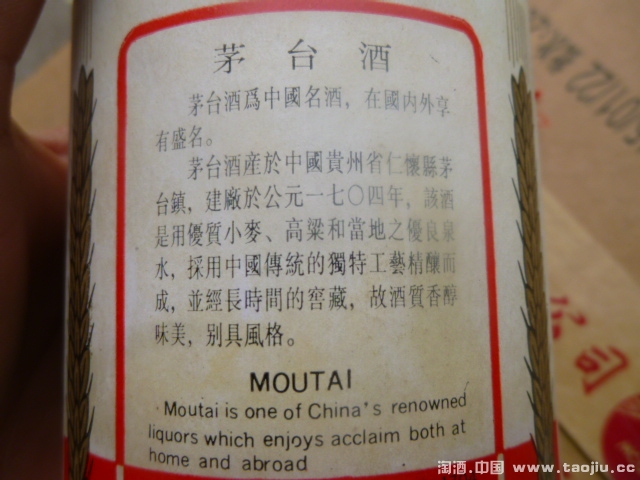 茅台酒
茅台酒爲中國名酒，在國内外享
有盛名。
茅台酒産於中國貴州省仁懷縣茅
台鎮，建廠於公元一七〇四年，該酒
是用優質小麥、高粱和當地之優良泉
水，採用中國傳統的獨特工藝精釀而
成，並經長時間的窖藏，故酒質香醇
味美，别具風格。
MOUTAI
Moutai is one of China's renowned
liquors which enjoys acclaim both at
home and abroad
公司
淘酒.中国 www.taojiu.cc